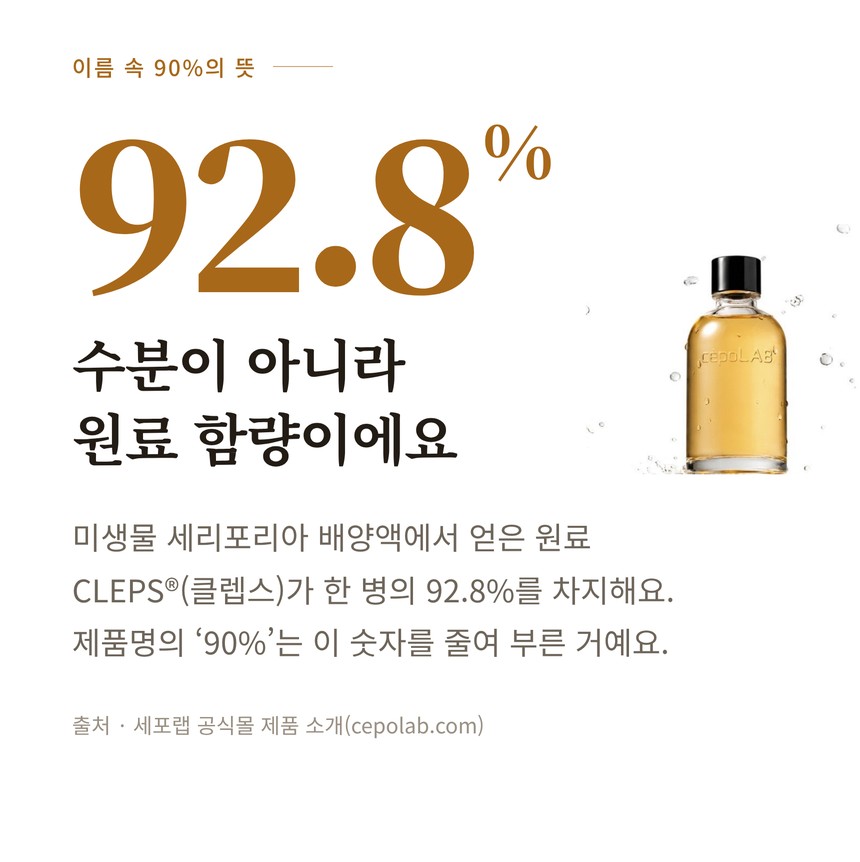 이름 속 90%의 뜻
92.8%
수분이 아니라
원료 함량이에요
cepoLAB
미생물 세리포리아 배양액에서 얻은 원료
CLEPS®(클렙스)가 한 병의 92.8%를 차지해요.
제품명의 ‘90%’는 이 숫자를 줄여 부른 거예요.
출처 · 세포랩 공식몰 제품 소개(cepolab.com)